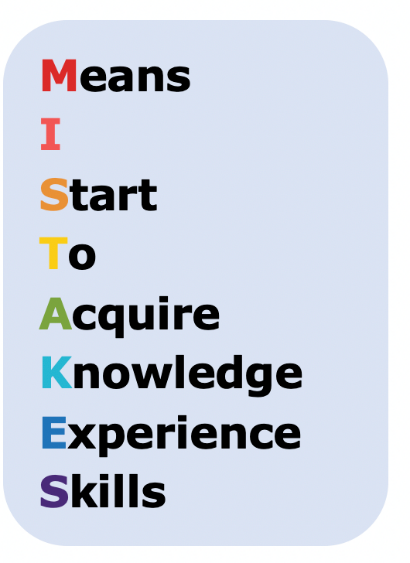 Means
I
Start
To
Acquire
Knowledge
Experience
Skills